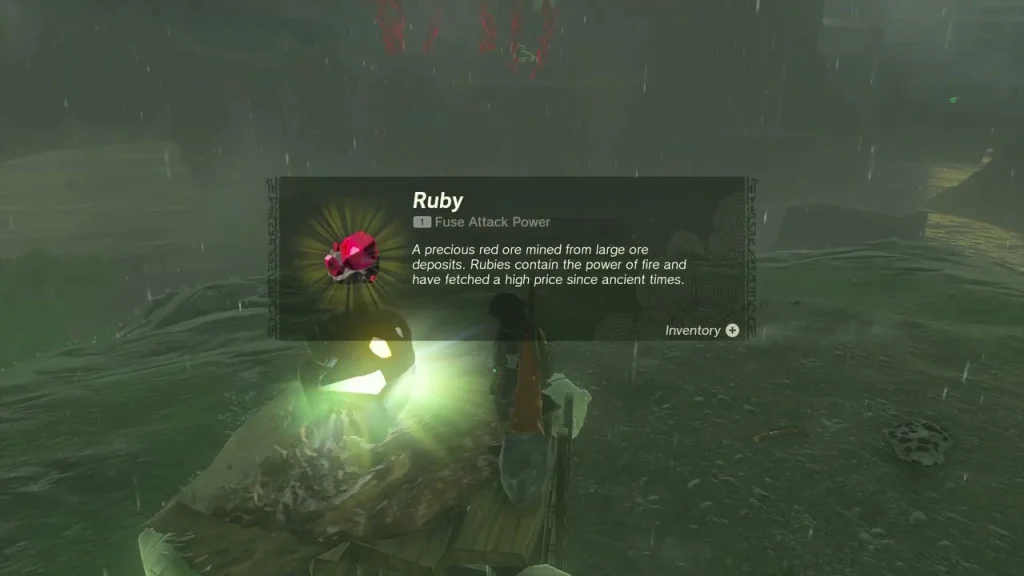 Ruby
1 Fuse Attack Power
A precious red ore mined from large ore
deposits. Rubies contain the power of fire and
have fetched a high price since ancient times.
Inventory